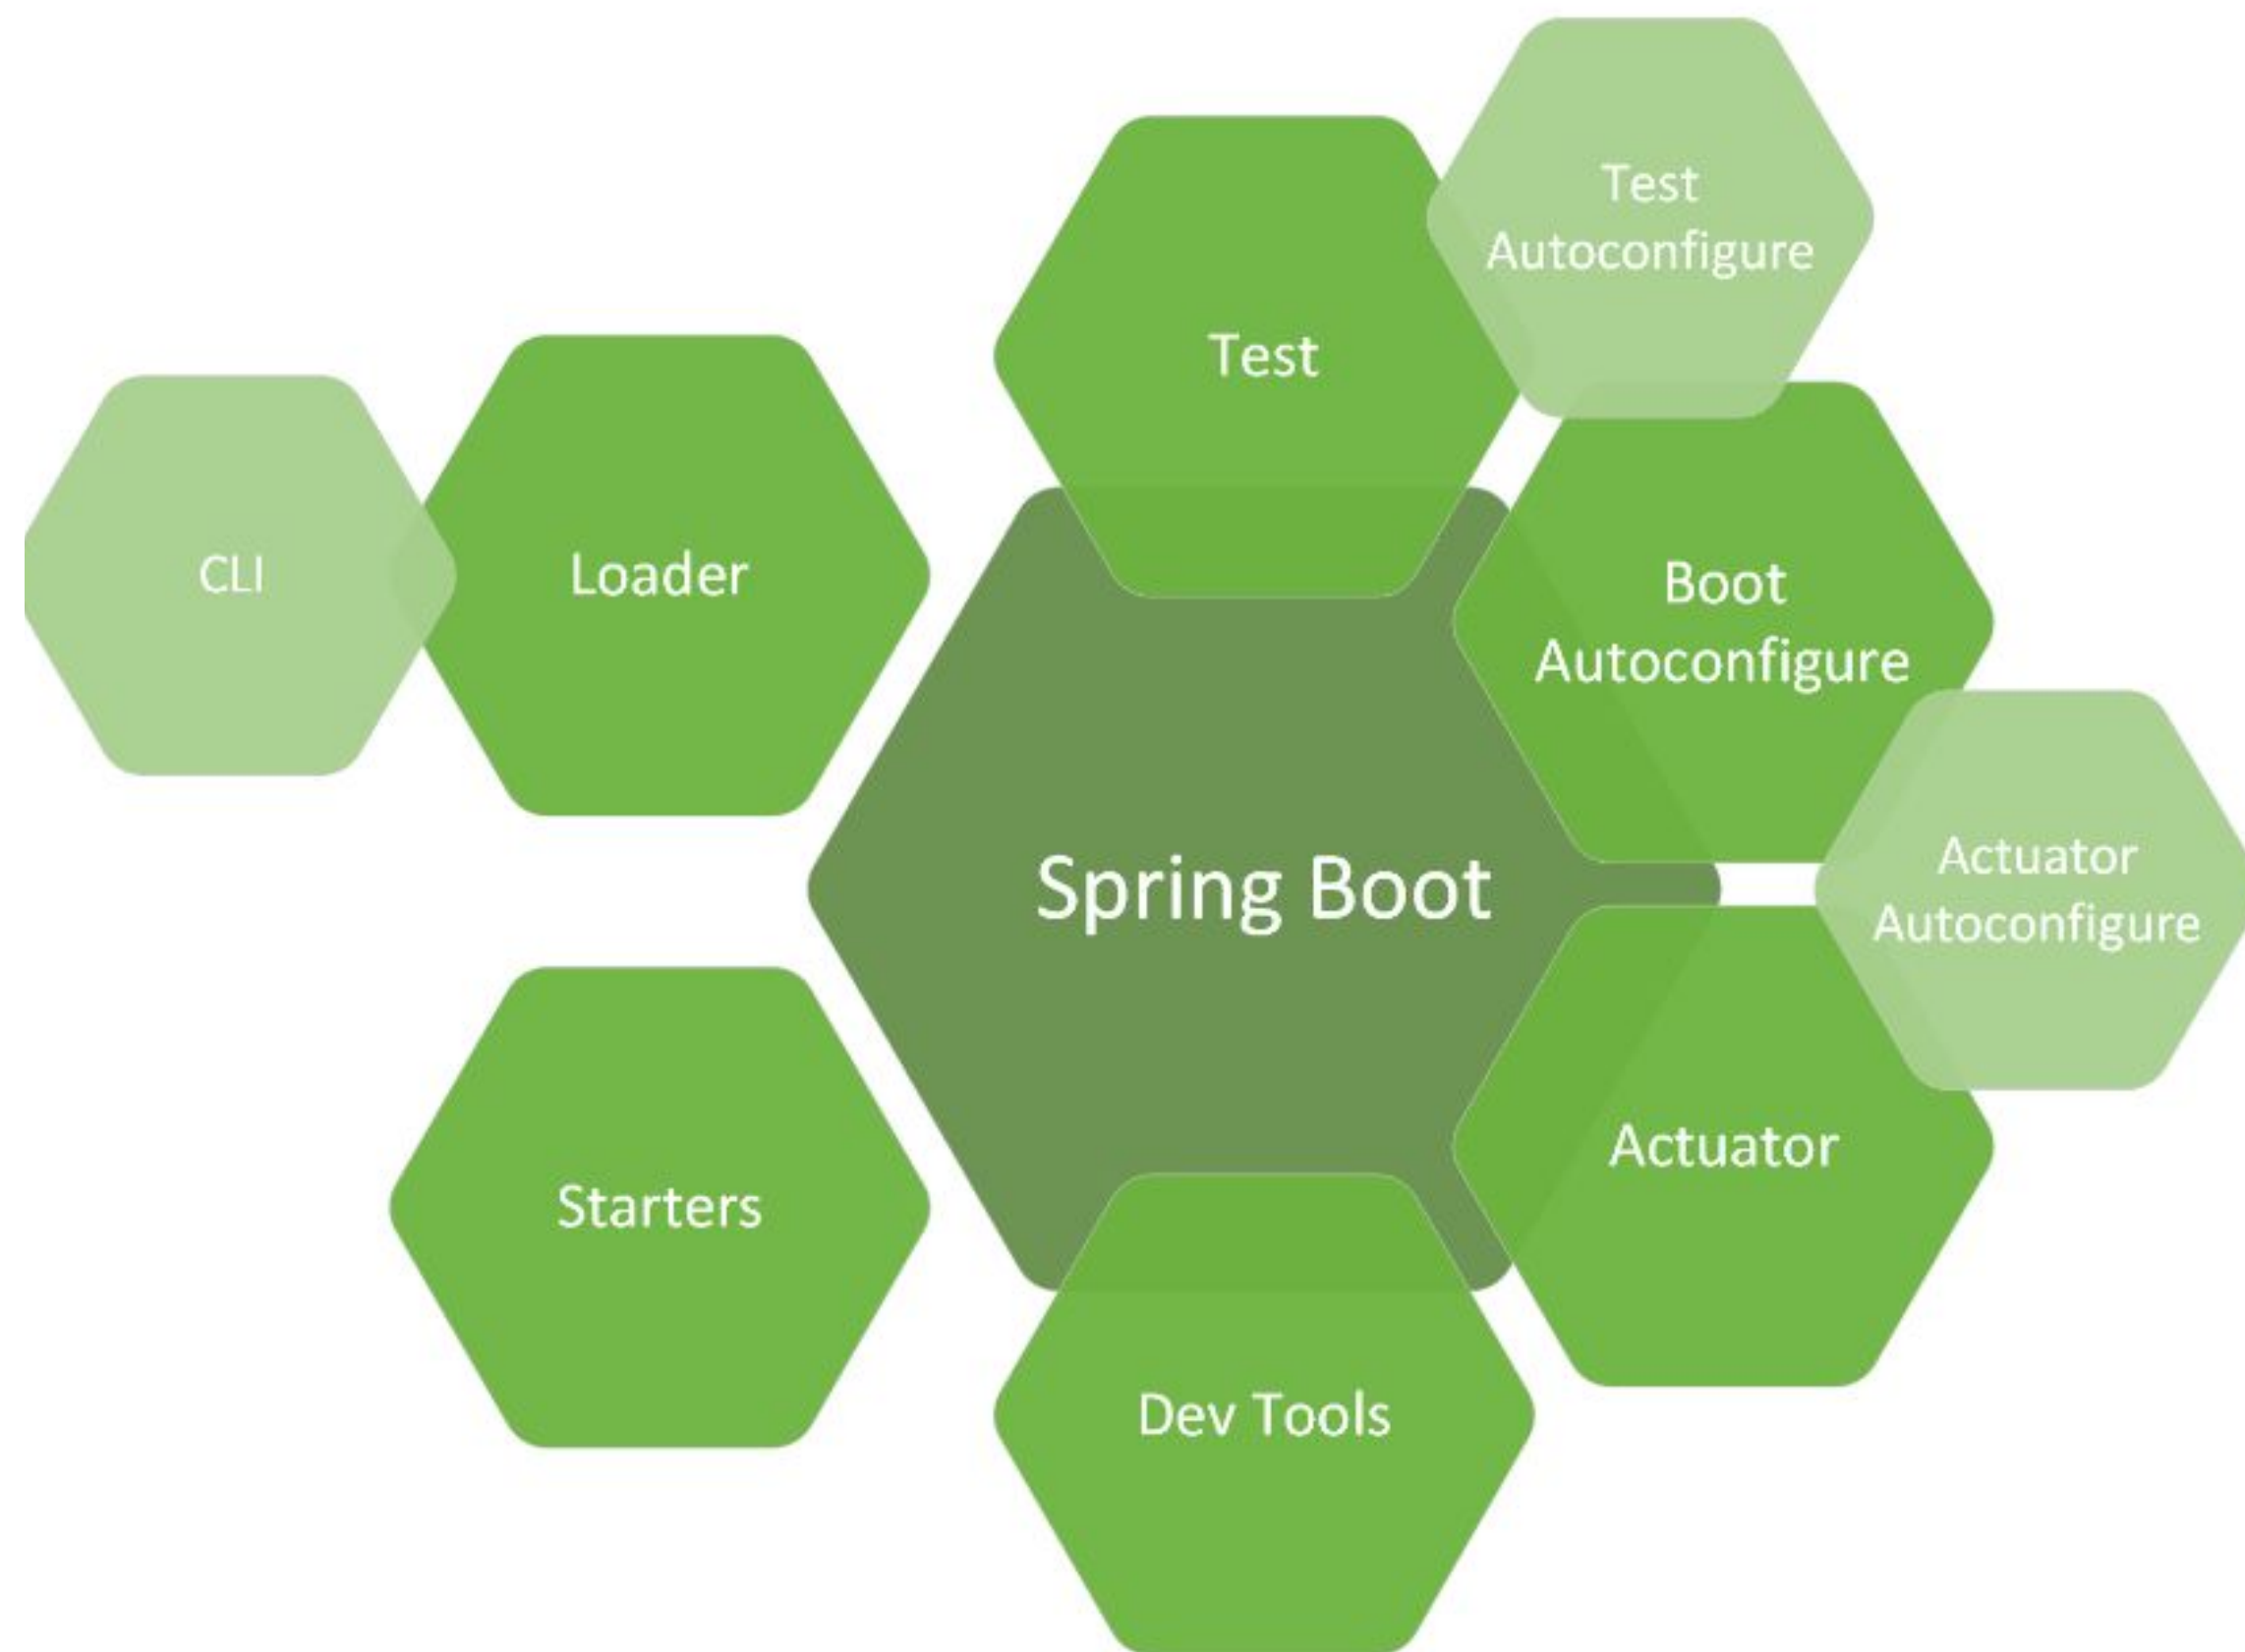 Test
Autoconfigure
Test
CLI
Loader
Boot
Autoconfigure
Spring Boot
Actuator
Autoconfigure
Actuator
Starters
Dev Tools